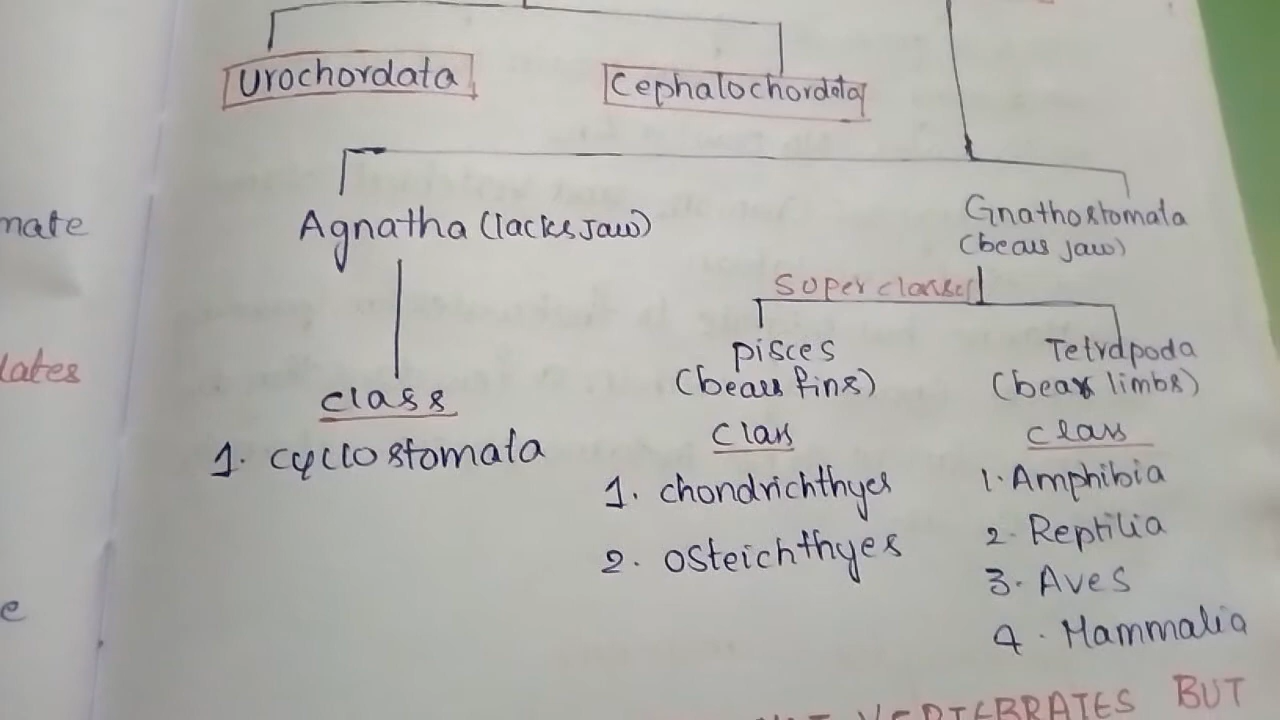 Urochordata
Cephalochordata
Agnatha (lacks jaw)
Gnathostomata
(bears jaw)
Super classes
Pisces
(bears fins)
Class
1. chondrichthyes
2. Osteichthyes
Tetrapoda
(bear limbs)
Class
1. Amphibia
2. Reptilia
3. Aves
4. Mammalia
class
1. cyclostomata
nate
lates
e
VERTEBRATES BUT